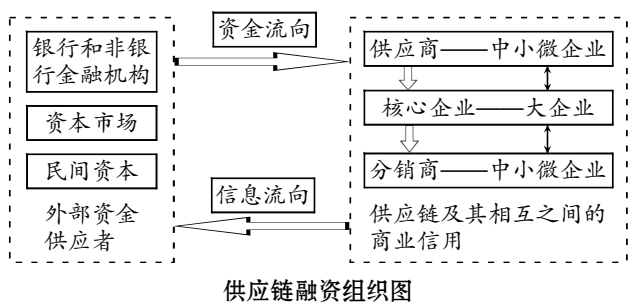 银行和非银
行金融机构
资本市场
民间资本
外部资金
供应者
资金流向
信息流向
供应商——中小微企业
核心企业——大企业
分销商——中小微企业
供应链及其相互之间的
商业信用
供应链融资组织图